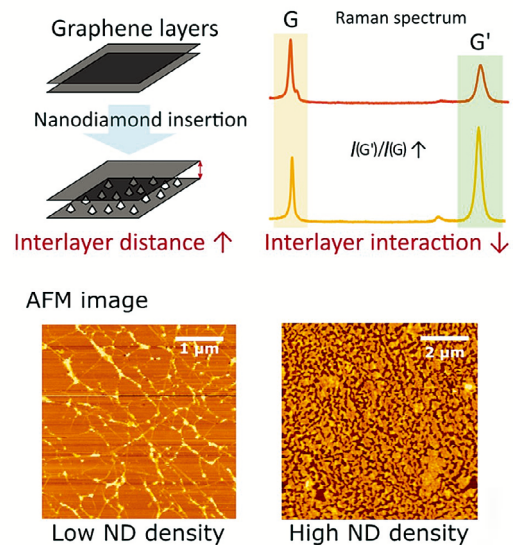 Graphene layers
Nanodiamond insertion
Interlayer distance ↑
Raman spectrum
G
G'
I(G')/I(G) ↑
Interlayer interaction ↓
AFM image
1 μm
2 μm
Low ND density
High ND density